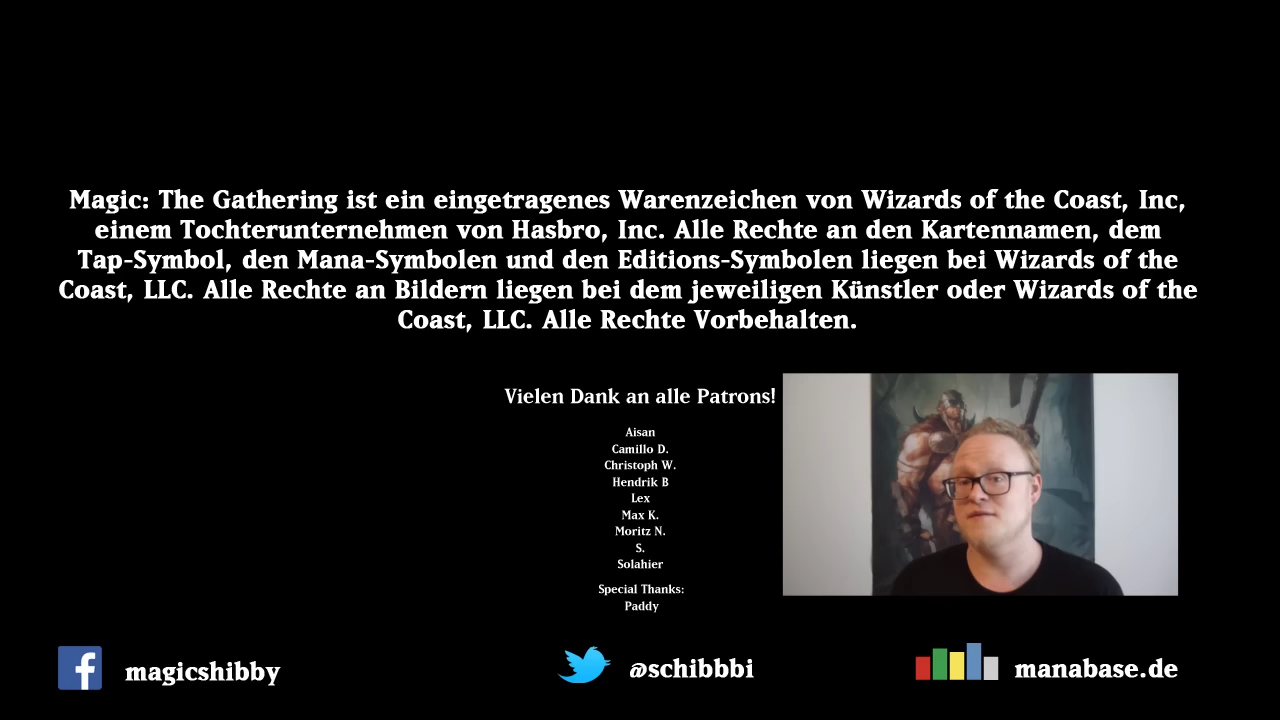 Magic: The Gathering ist ein eingetragenes Warenzeichen von Wizards of the Coast, Inc,
einem Tochterunternehmen von Hasbro, Inc. Alle Rechte an den Kartennamen, dem
Tap-Symbol, den Mana-Symbolen und den Editions-Symbolen liegen bei Wizards of the
Coast, LLC. Alle Rechte an Bildern liegen bei dem jeweiligen Künstler oder Wizards of the
Coast, LLC. Alle Rechte Vorbehalten.
Vielen Dank an alle Patrons!
Aisan
Camillo D.
Christoph W.
Hendrik B
Lex
Max K.
Moritz N.
S.
Solahier
Special Thanks:
Paddy
magicshibby
@schibbbi
manabase.de